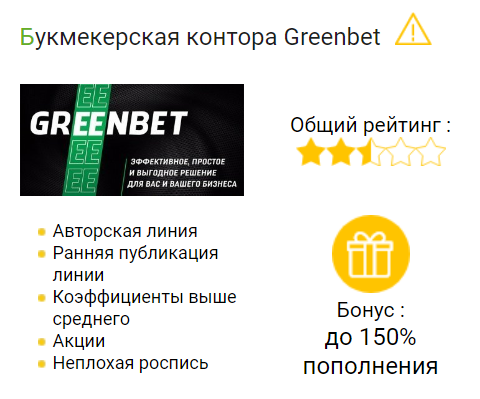 Букмекерская контора Greenbet
GREENBET
ЭФФЕКТИВНОЕ, ПРОСТОЕ
И ВЫГОДНОЕ РЕШЕНИЕ
ДЛЯ ВАС И ВАШЕГО БИЗНЕСА
Общий рейтинг :
Авторская линия
Ранняя публикация
линии
Коэффициенты выше
среднего
Акции
Неплохая роспись
Бонус :
до 150%
пополнения